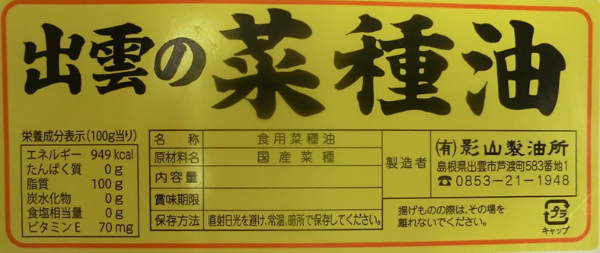 出雲の菜種油
栄養成分表示(100g当り)
エネルギー 949 kcal
たんぱく質 0 g
脂質 100 g
炭水化物 0 g
食塩相当量 0 g
ビタミンE 70 mg
名称 食用菜種油
原材料名 国産菜種
内容量
賞味期限
保存方法 直射日光を避け、常温、暗所で保存してください。
製造者
(有)影山製油所
島根県出雲市芦渡町583番地1
☎0853-21-1948
揚げものの際は、その場を
離れないでください。
プラ
キャップ